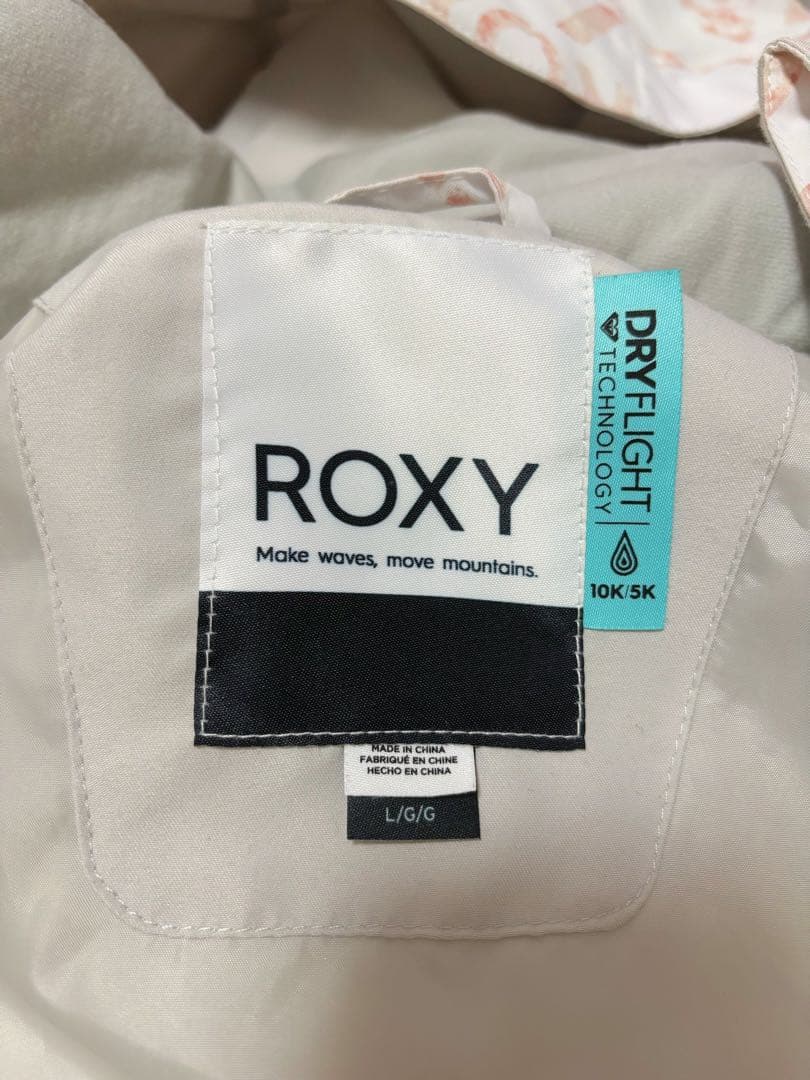 ROXY
Make waves, move mountains.
DRYFLIGHT
TECHNOLOGY
10K/5K
MADE IN CHINA
FABRIQUÉ EN CHINE
HECHO EN CHINA
L/G/G